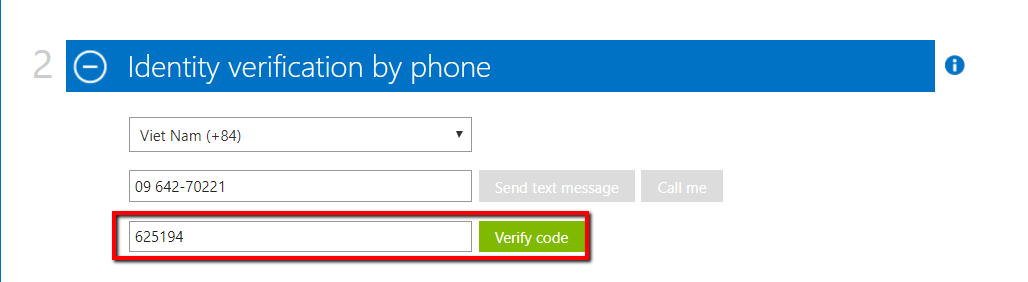 2 Identity verification by phone
Viet Nam (+84)
09 642-70221 Send text message Call me
625194 Verify code